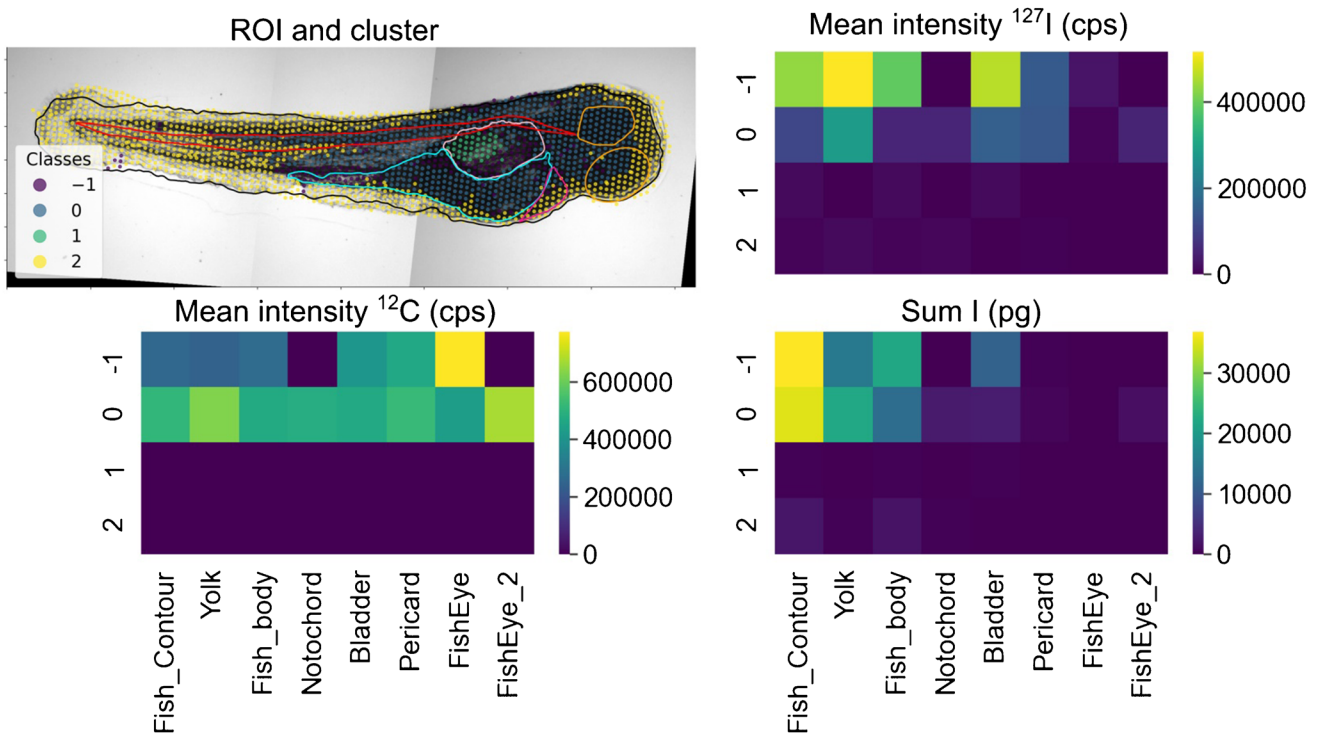 ROI and cluster
Classes
−1
0
1
2
Mean intensity ¹²⁷I (cps)
-1
0
1
2
400000
200000
0
Mean intensity ¹²C (cps)
-1
0
1
2
600000
400000
200000
0
Fish_Contour
Yolk
Fish_body
Notochord
Bladder
Pericard
FishEye
FishEye_2
Sum I (pg)
-1
0
1
2
30000
20000
10000
0
Fish_Contour
Yolk
Fish_body
Notochord
Bladder
Pericard
FishEye
FishEye_2